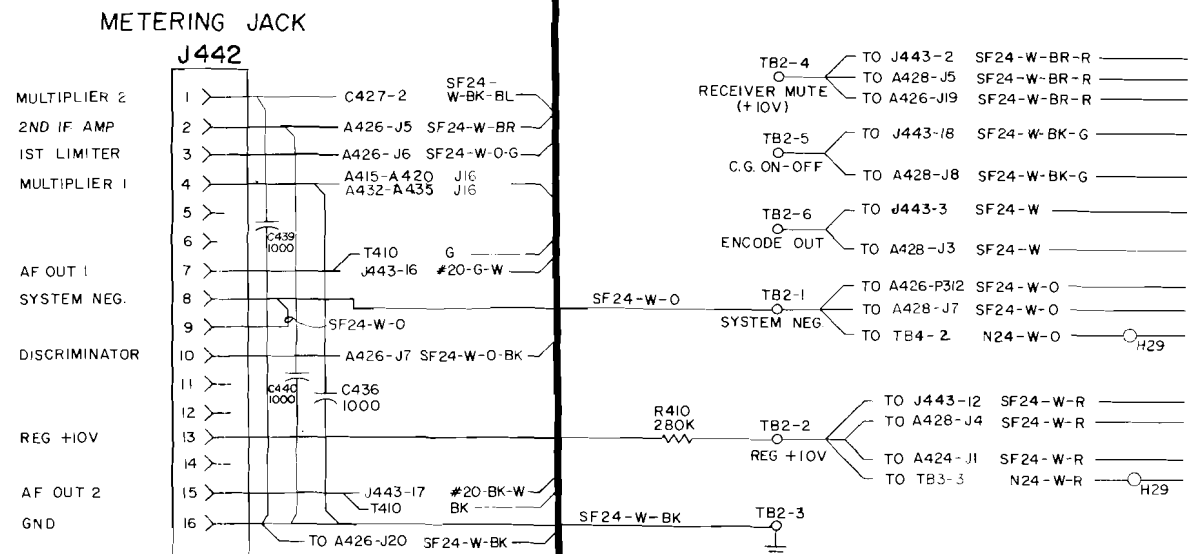 METERING JACK
J442
MULTIPLIER 2
1
C427-2
SF24-
W-BK-BL
2ND IF AMP
2
A426-J5 SF24-W-BR
1ST LIMITER
3
A426-J6 SF24-W-O-G
MULTIPLIER 1
4
A415-A420 J16
A432-A435 J16
5
6
C439
1000
T410 G
AF OUT 1
7
J443-16 #20-G-W
SYSTEM NEG.
8
SF24-W-O
9
SF24-W-O
DISCRIMINATOR
10
A426-J7 SF24-W-O-BK
11
C440
1000
C436
1000
12
REG +10V
13
14
AF OUT 2
15
J443-17 #20-BK-W
T410 BK
GND
16
SF24-W-BK
TO A426-J20 SF24-W-BK
TB2-4
RECEIVER MUTE
(+10V)
TO J443-2 SF24-W-BR-R
TO A428-J5 SF24-W-BR-R
TO A426-J19 SF24-W-BR-R
TB2-5
C.G. ON-OFF
TO J443-18 SF24-W-BK-G
TO A428-J8 SF24-W-BK-G
TB2-6
ENCODE OUT
TO J443-3 SF24-W
TO A428-J3 SF24-W
TB2-1
SYSTEM NEG.
TO A426-P312 SF24-W-O
TO A428-J7 SF24-W-O
TO TB4-2 N24-W-O
H29
R410
280K
TB2-2
REG +10V
TO J443-12 SF24-W-R
TO A428-J4 SF24-W-R
TO A424-J1 SF24-W-R
TO TB3-3 N24-W-R
H29
TB2-3